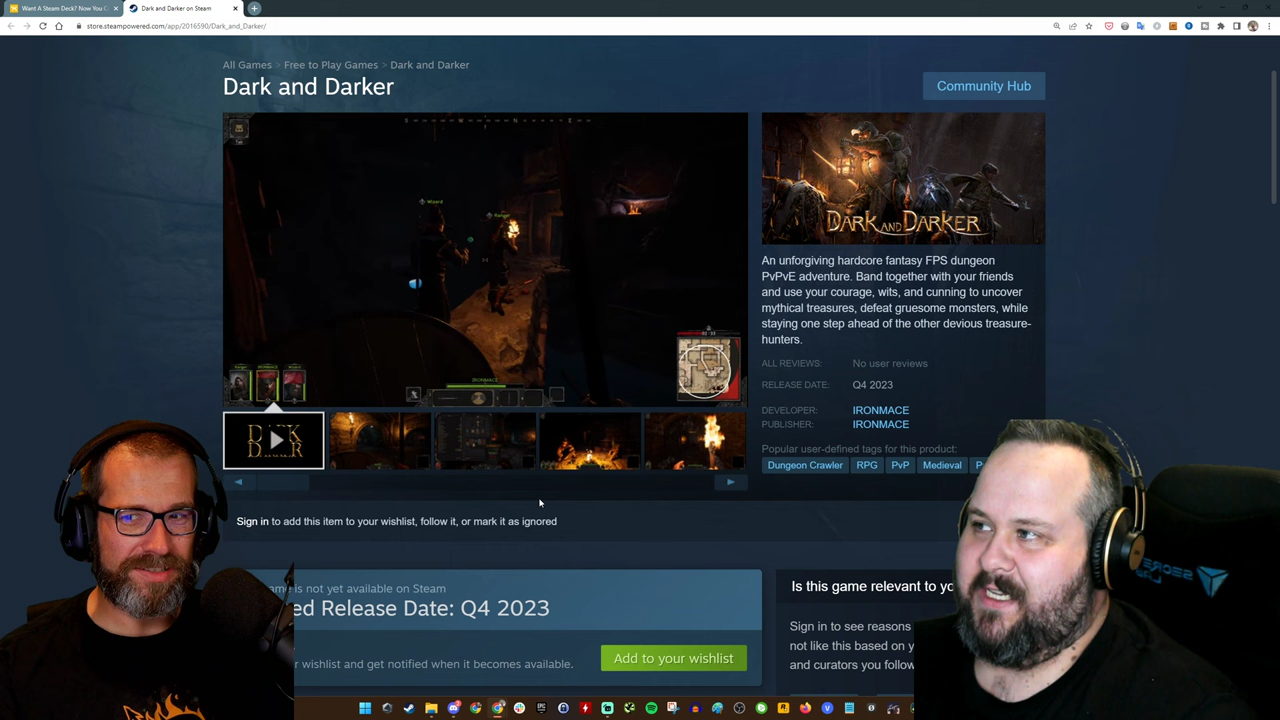 Want A Steam Deck? Now You C
Dark and Darker on Steam
store.steampowered.com/app/2016590/Dark_and_Darker/
All Games > Free to Play Games > Dark and Darker
Dark and Darker
Community Hub
Wizard
Ranger
IRONMACE
DARK AND DARKER
An unforgiving hardcore fantasy FPS dungeon
PvPvE adventure. Band together with your friends
and use your courage, wits, and cunning to uncover
mythical treasures, defeat gruesome monsters, while
staying one step ahead of the other devious treasure-
hunters.
ALL REVIEWS: No user reviews
RELEASE DATE: Q4 2023
DEVELOPER: IRONMACE
PUBLISHER: IRONMACE
Popular user-defined tags for this product:
Dungeon Crawler RPG PvP Medieval P
Sign in to add this item to your wishlist, follow it, or mark it as ignored
ame is not yet available on Steam
ed Release Date: Q4 2023
r wishlist and get notified when it becomes available.
Add to your wishlist
Is this game relevant to yo
Sign in to see reasons
not like this based on y
and curators you follow